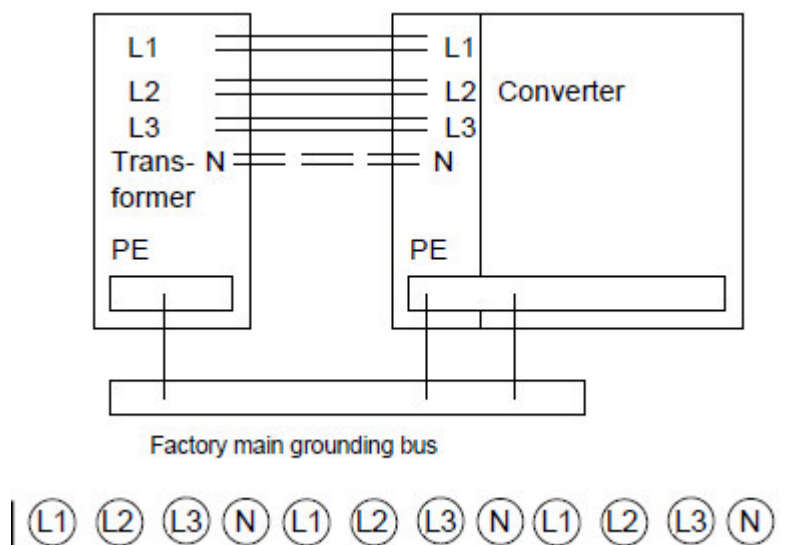 L1 L1
L2 L2 Converter
L3 L3
Trans- N N
former
PE PE
Factory main grounding bus
L1 L2 L3 N L1 L2 L3 N L1 L2 L3 N